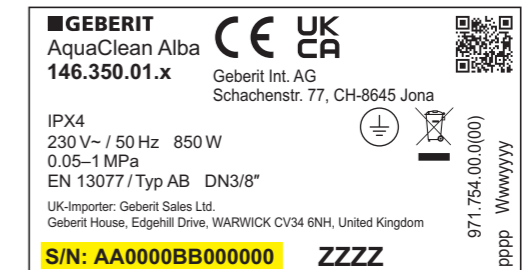 GEBERIT
AquaClean Alba
146.350.01.x
CE
UK
CA
Geberit Int. AG
Schachenstr. 77, CH-8645 Jona
IPX4
230 V~ / 50 Hz 850 W
0.05–1 MPa
EN 13077 / Typ AB DN3/8″
UK-Importer: Geberit Sales Ltd.
Geberit House, Edgehill Drive, WARWICK CV34 6NH, United Kingdom
S/N: AA0000BB000000 ZZZZ
971.754.00.0(00)
pppp Wwwyyyy